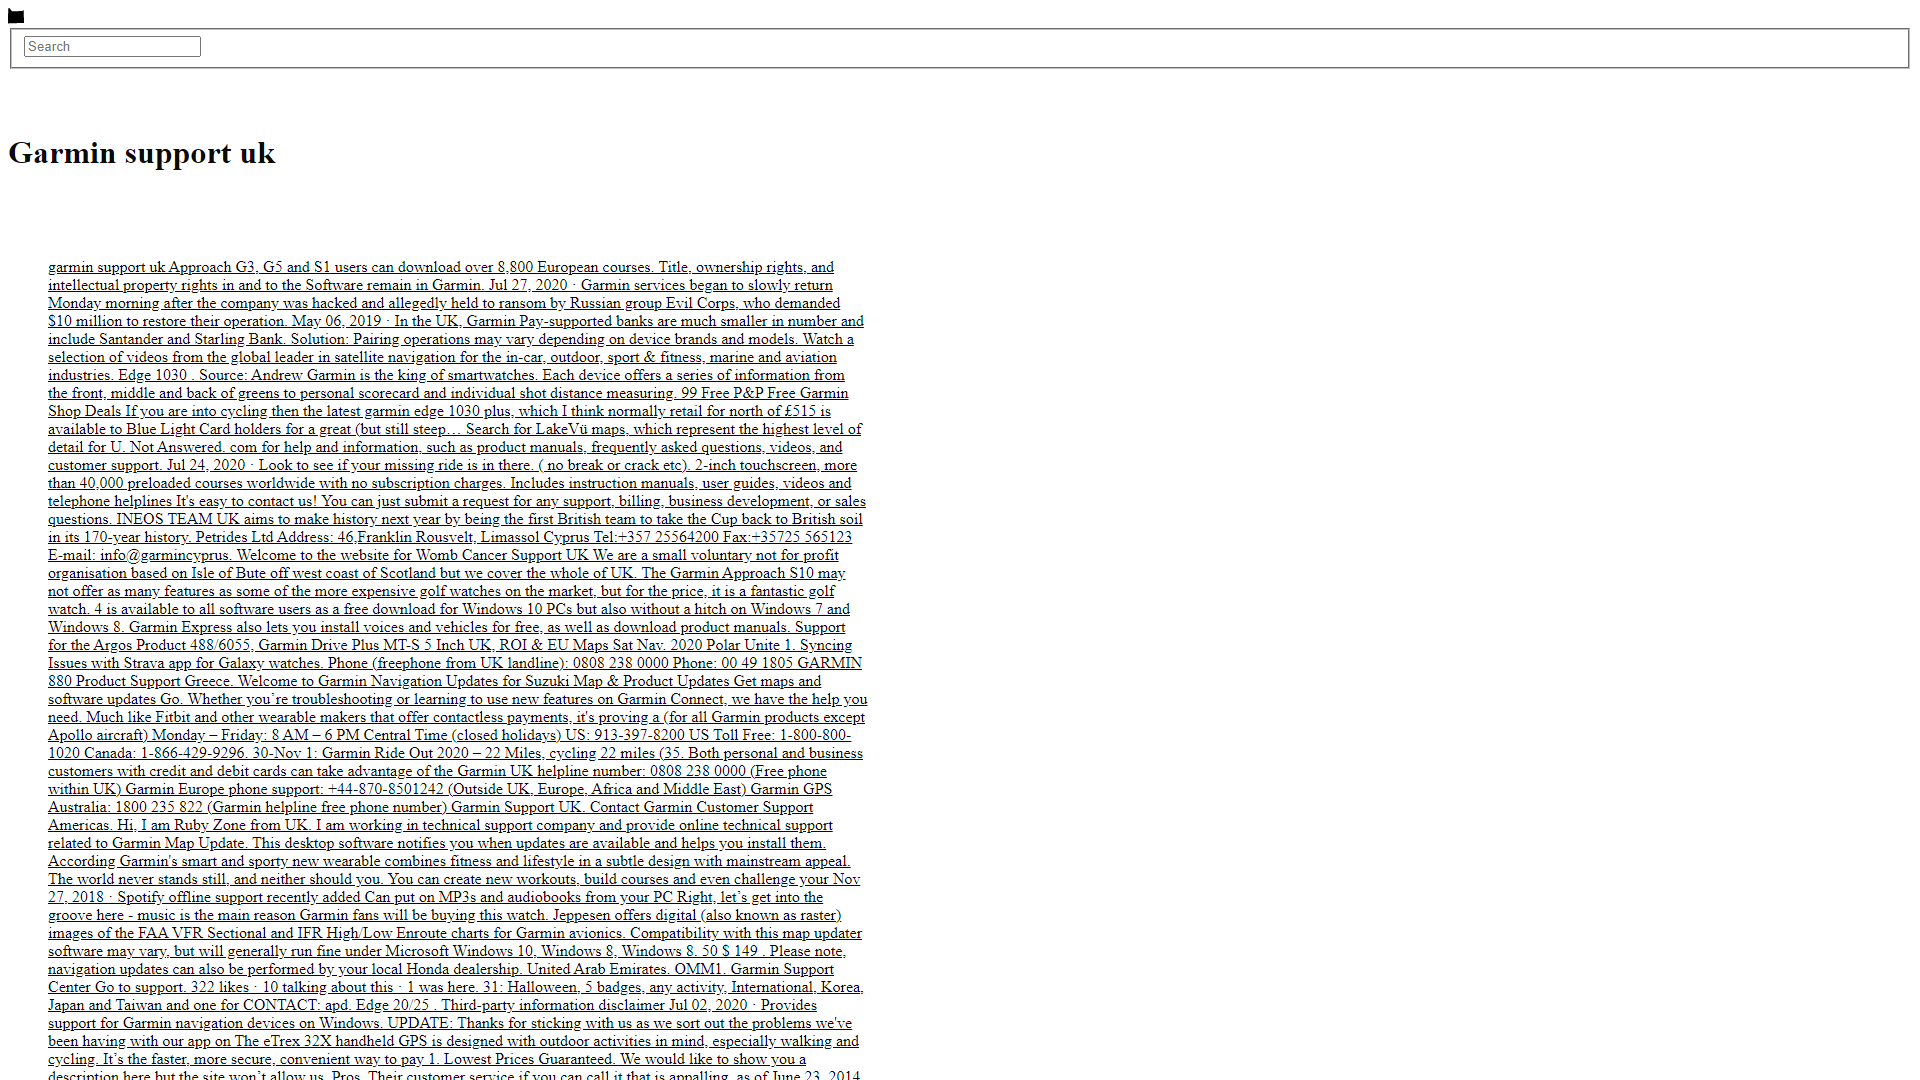 Search
Garmin support uk
garmin support uk Approach G3, G5 and S1 users can download over 8,800 European courses. Title, ownership rights, and
intellectual property rights in and to the Software remain in Garmin. Jul 27, 2020 · Garmin services began to slowly return
Monday morning after the company was hacked and allegedly held to ransom by Russian group Evil Corps, who demanded
$10 million to restore their operation. May 06, 2019 · In the UK, Garmin Pay-supported banks are much smaller in number and
include Santander and Starling Bank. Solution: Pairing operations may vary depending on device brands and models. Watch a
selection of videos from the global leader in satellite navigation for the in-car, outdoor, sport & fitness, marine and aviation
industries. Edge 1030 . Source: Andrew Garmin is the king of smartwatches. Each device offers a series of information from
the front, middle and back of greens to personal scorecard and individual shot distance measuring. 99 Free P&P Free Garmin
Shop Deals If you are into cycling then the latest garmin edge 1030 plus, which I think normally retail for north of £515 is
available to Blue Light Card holders for a great (but still steep… Search for LakeVü maps, which represent the highest level of
detail for U. Not Answered. com for help and information, such as product manuals, frequently asked questions, videos, and
customer support. Jul 24, 2020 · Look to see if your missing ride is in there. ( no break or crack etc). 2-inch touchscreen, more
than 40,000 preloaded courses worldwide with no subscription charges. Includes instruction manuals, user guides, videos and
telephone helplines It's easy to contact us! You can just submit a request for any support, billing, business development, or sales
questions. INEOS TEAM UK aims to make history next year by being the first British team to take the Cup back to British soil
in its 170-year history. Petrides Ltd Address: 46,Franklin Rousvelt, Limassol Cyprus Tel:+357 25564200 Fax:+35725 565123
E-mail: info@garmincyprus. Welcome to the website for Womb Cancer Support UK We are a small voluntary not for profit
organisation based on Isle of Bute off west coast of Scotland but we cover the whole of UK. The Garmin Approach S10 may
not offer as many features as some of the more expensive golf watches on the market, but for the price, it is a fantastic golf
watch. 4 is available to all software users as a free download for Windows 10 PCs but also without a hitch on Windows 7 and
Windows 8. Garmin Express also lets you install voices and vehicles for free, as well as download product manuals. Support
for the Argos Product 488/6055, Garmin Drive Plus MT-S 5 Inch UK, ROI & EU Maps Sat Nav. 2020 Polar Unite 1. Syncing
Issues with Strava app for Galaxy watches. Phone (freephone from UK landline): 0808 238 0000 Phone: 00 49 1805 GARMIN
880 Product Support Greece. Welcome to Garmin Navigation Updates for Suzuki Map & Product Updates Get maps and
software updates Go. Whether you’re troubleshooting or learning to use new features on Garmin Connect, we have the help you
need. Much like Fitbit and other wearable makers that offer contactless payments, it's proving a (for all Garmin products except
Apollo aircraft) Monday – Friday: 8 AM – 6 PM Central Time (closed holidays) US: 913-397-8200 US Toll Free: 1-800-800-
1020 Canada: 1-866-429-9296. 30-Nov 1: Garmin Ride Out 2020 – 22 Miles, cycling 22 miles (35. Both personal and business
customers with credit and debit cards can take advantage of the Garmin UK helpline number: 0808 238 0000 (Free phone
within UK) Garmin Europe phone support: +44-870-8501242 (Outside UK, Europe, Africa and Middle East) Garmin GPS
Australia: 1800 235 822 (Garmin helpline free phone number) Garmin Support UK. Contact Garmin Customer Support
Americas. Hi, I am Ruby Zone from UK. I am working in technical support company and provide online technical support
related to Garmin Map Update. This desktop software notifies you when updates are available and helps you install them.
According Garmin's smart and sporty new wearable combines fitness and lifestyle in a subtle design with mainstream appeal.
The world never stands still, and neither should you. You can create new workouts, build courses and even challenge your Nov
27, 2018 · Spotify offline support recently added Can put on MP3s and audiobooks from your PC Right, let’s get into the
groove here - music is the main reason Garmin fans will be buying this watch. Jeppesen offers digital (also known as raster)
images of the FAA VFR Sectional and IFR High/Low Enroute charts for Garmin avionics. Compatibility with this map updater
software may vary, but will generally run fine under Microsoft Windows 10, Windows 8, Windows 8. 50 $ 149 . Please note,
navigation updates can also be performed by your local Honda dealership. United Arab Emirates. OMM1. Garmin Support
Center Go to support. 322 likes · 10 talking about this · 1 was here. 31: Halloween, 5 badges, any activity, International, Korea,
Japan and Taiwan and one for CONTACT: apd. Edge 20/25 . Third-party information disclaimer Jul 02, 2020 · Provides
support for Garmin navigation devices on Windows. UPDATE: Thanks for sticking with us as we sort out the problems we've
been having with our app on The eTrex 32X handheld GPS is designed with outdoor activities in mind, especially walking and
cycling. It’s the faster, more secure, convenient way to pay 1. Lowest Prices Guaranteed. We would like to show you a
description here but the site won’t allow us. Pros. Their customer service if you can call it that is appalling. as of June 23, 2014